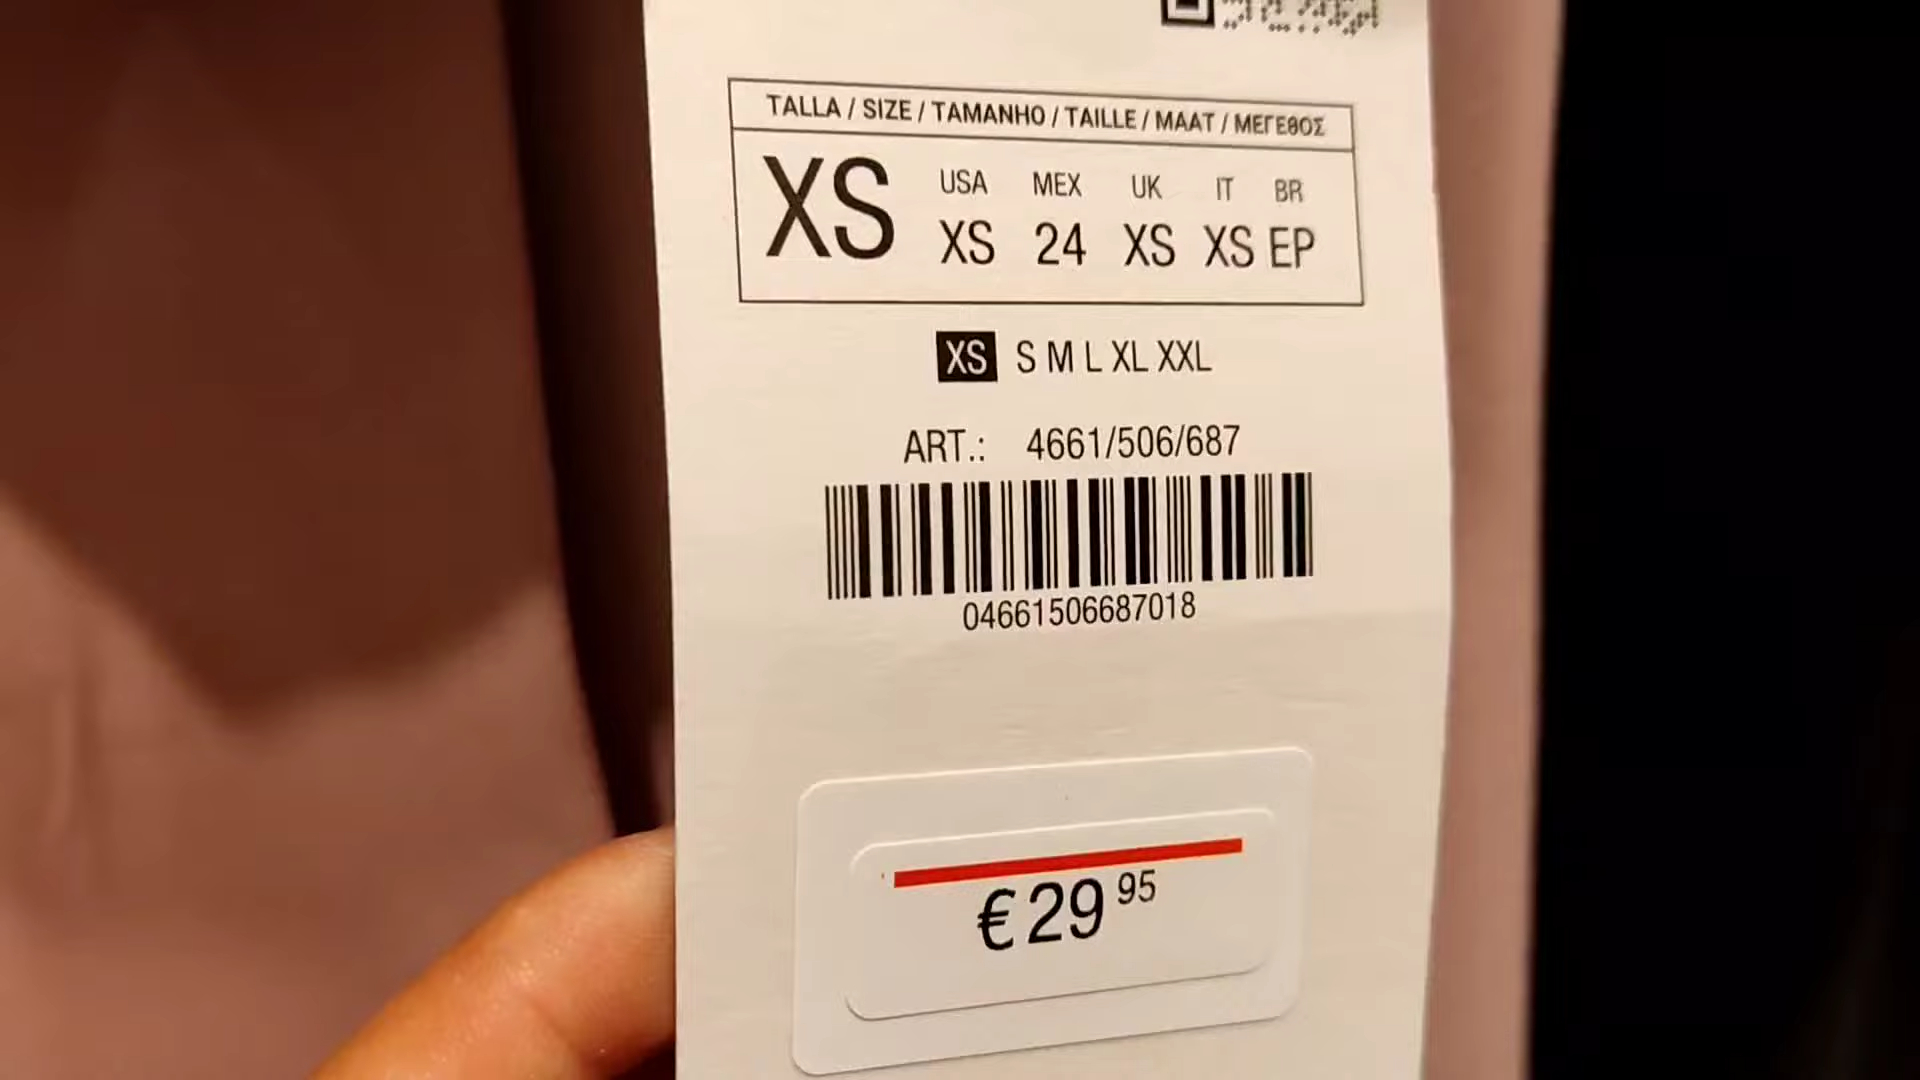 TALLA / SIZE / TAMANHO / TAILLE / MAAT / ΜΕΓΕΘΟΣ
XS
USA MEX UK IT BR
XS 24 XS XS EP
XS S M L XL XXL
ART.: 4661/506/687
04661506687018
€29 95